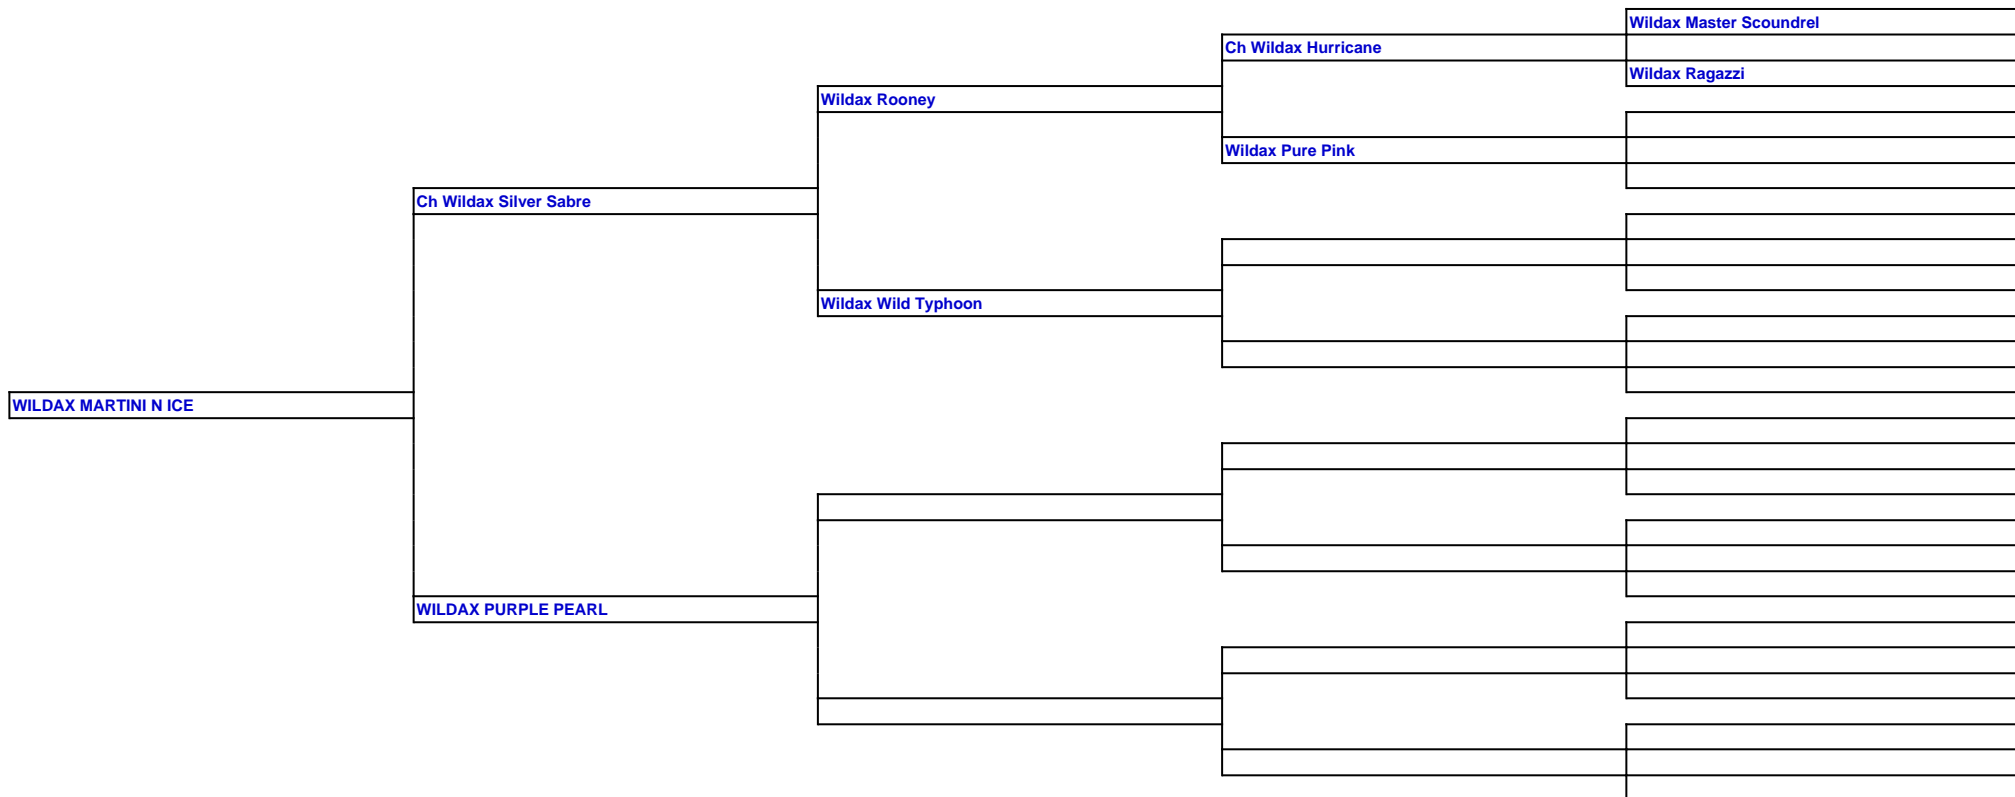 Wildax Master Scoundrel
Ch Wildax Hurricane
Wildax Ragazzi
Wildax Rooney
Wildax Pure Pink
Ch Wildax Silver Sabre
Wildax Wild Typhoon
WILDAX MARTINI N ICE
WILDAX PURPLE PEARL